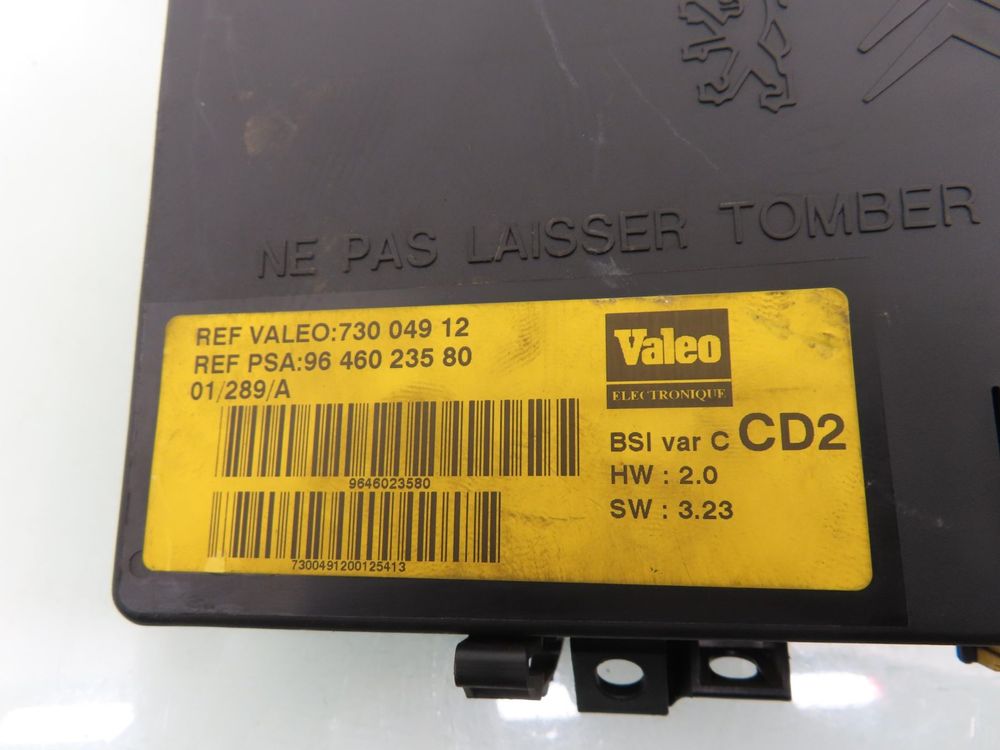 NE PAS LAISSER TOMBER
REF VALEO:730 049 12
REF PSA:96 460 235 80
01/289/A
9646023580
7300491200125413
Valeo
ELECTRONIQUE
BSI var C CD2
HW : 2.0
SW : 3.23